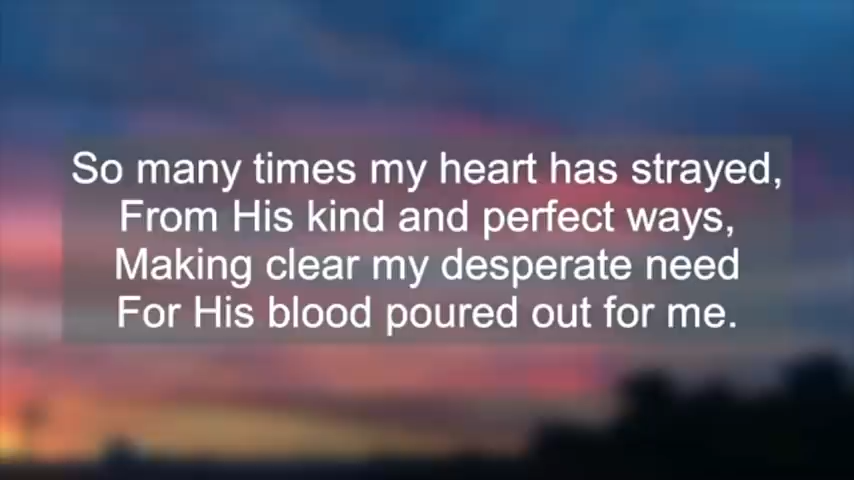 So many times my heart has strayed,
From His kind and perfect ways,
Making clear my desperate need
For His blood poured out for me.